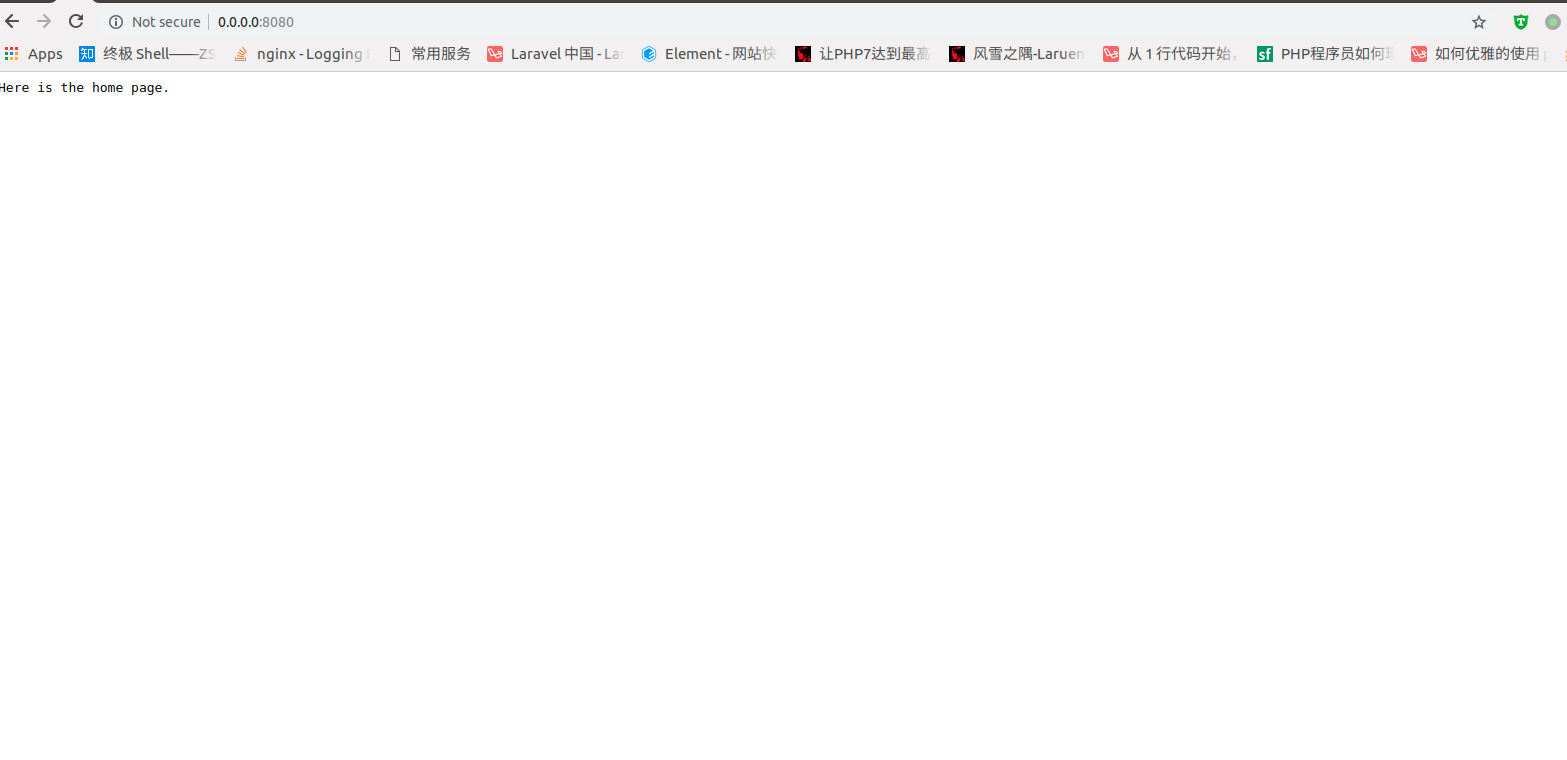 Not secure 0.0.0.0:8080
Apps 知 终极 Shell——ZS nginx - Logging 常用服务 Laravel 中国 - La Element - 网站快 让PHP7达到最高 风雪之隅-Laruen 从 1 行代码开始, sf PHP程序员如何 如何优雅的使用
Here is the home page.